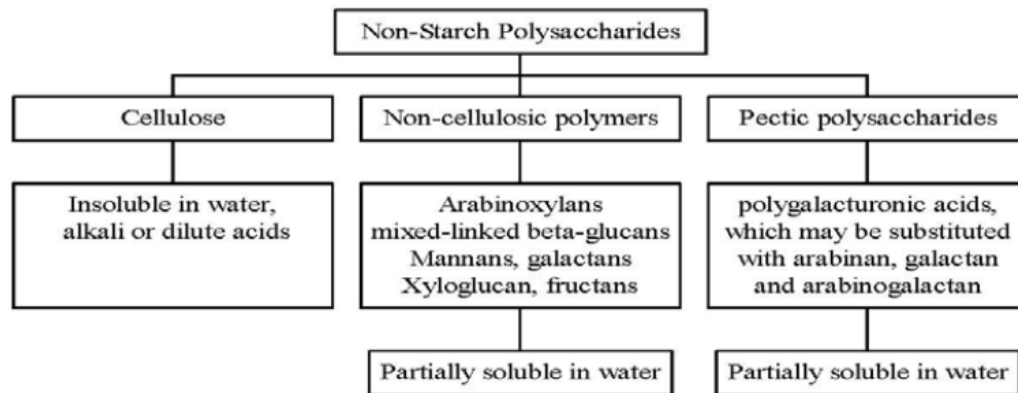 Non-Starch Polysaccharides
Cellulose
Non-cellulosic polymers
Pectic polysaccharides
Insoluble in water,
alkali or dilute acids
Arabinoxylans
mixed-linked beta-glucans
Mannans, galactans
Xyloglucan, fructans
polygalacturonic acids,
which may be substituted
with arabinan, galactan
and arabinogalactan
Partially soluble in water
Partially soluble in water